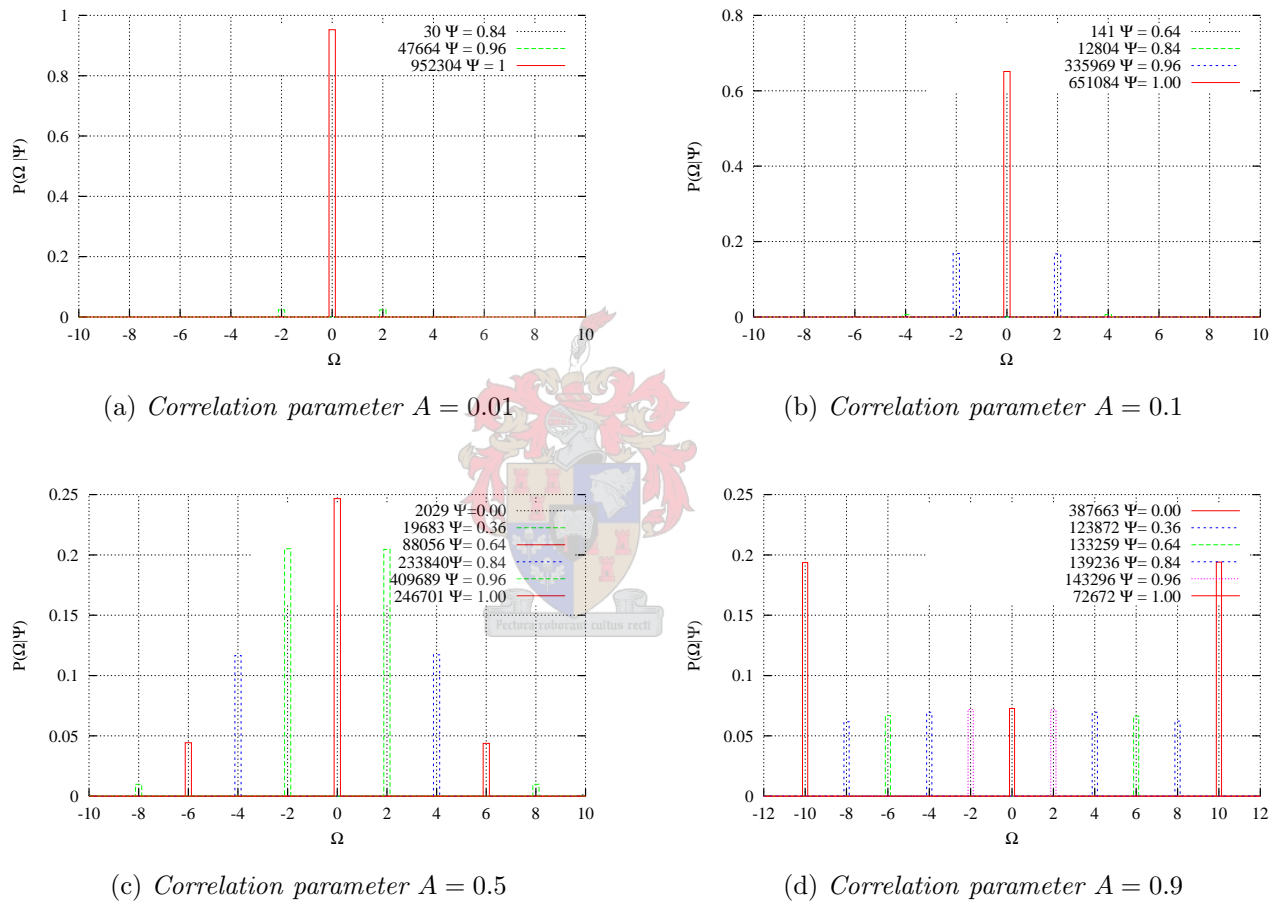 1
0.8
0.6
0.4
0.2
0
P(Ω |Ψ)
30 Ψ = 0.84
47664 Ψ = 0.96
952304 Ψ = 1
-10 -8 -6 -4 -2 0 2 4 6 8 10
Ω
(a) Correlation parameter A = 0.01
0.8
0.6
0.4
0.2
0
P(Ω|Ψ)
141 Ψ = 0.64
12804 Ψ = 0.84
335969 Ψ = 0.96
651084 Ψ= 1.00
-10 -8 -6 -4 -2 0 2 4 6 8 10
Ω
(b) Correlation parameter A = 0.1
0.25
0.2
0.15
0.1
0.05
0
P(Ω|Ψ)
2029 Ψ=0.00
19683 Ψ= 0.36
88056 Ψ= 0.64
233840Ψ= 0.84
409689 Ψ= 0.96
246701 Ψ= 1.00
-10 -8 -6 -4 -2 0 2 4 6 8 10
Ω
Pectora roborant cultus recti
(c) Correlation parameter A = 0.5
0.25
0.2
0.15
0.1
0.05
0
P(Ω|Ψ)
387663 Ψ= 0.00
123872 Ψ= 0.36
133259 Ψ= 0.64
139236 Ψ= 0.84
143296 Ψ = 0.96
72672 Ψ = 1.00
-12 -10 -8 -6 -4 -2 0 2 4 6 8 10 12
Ω
(d) Correlation parameter A = 0.9